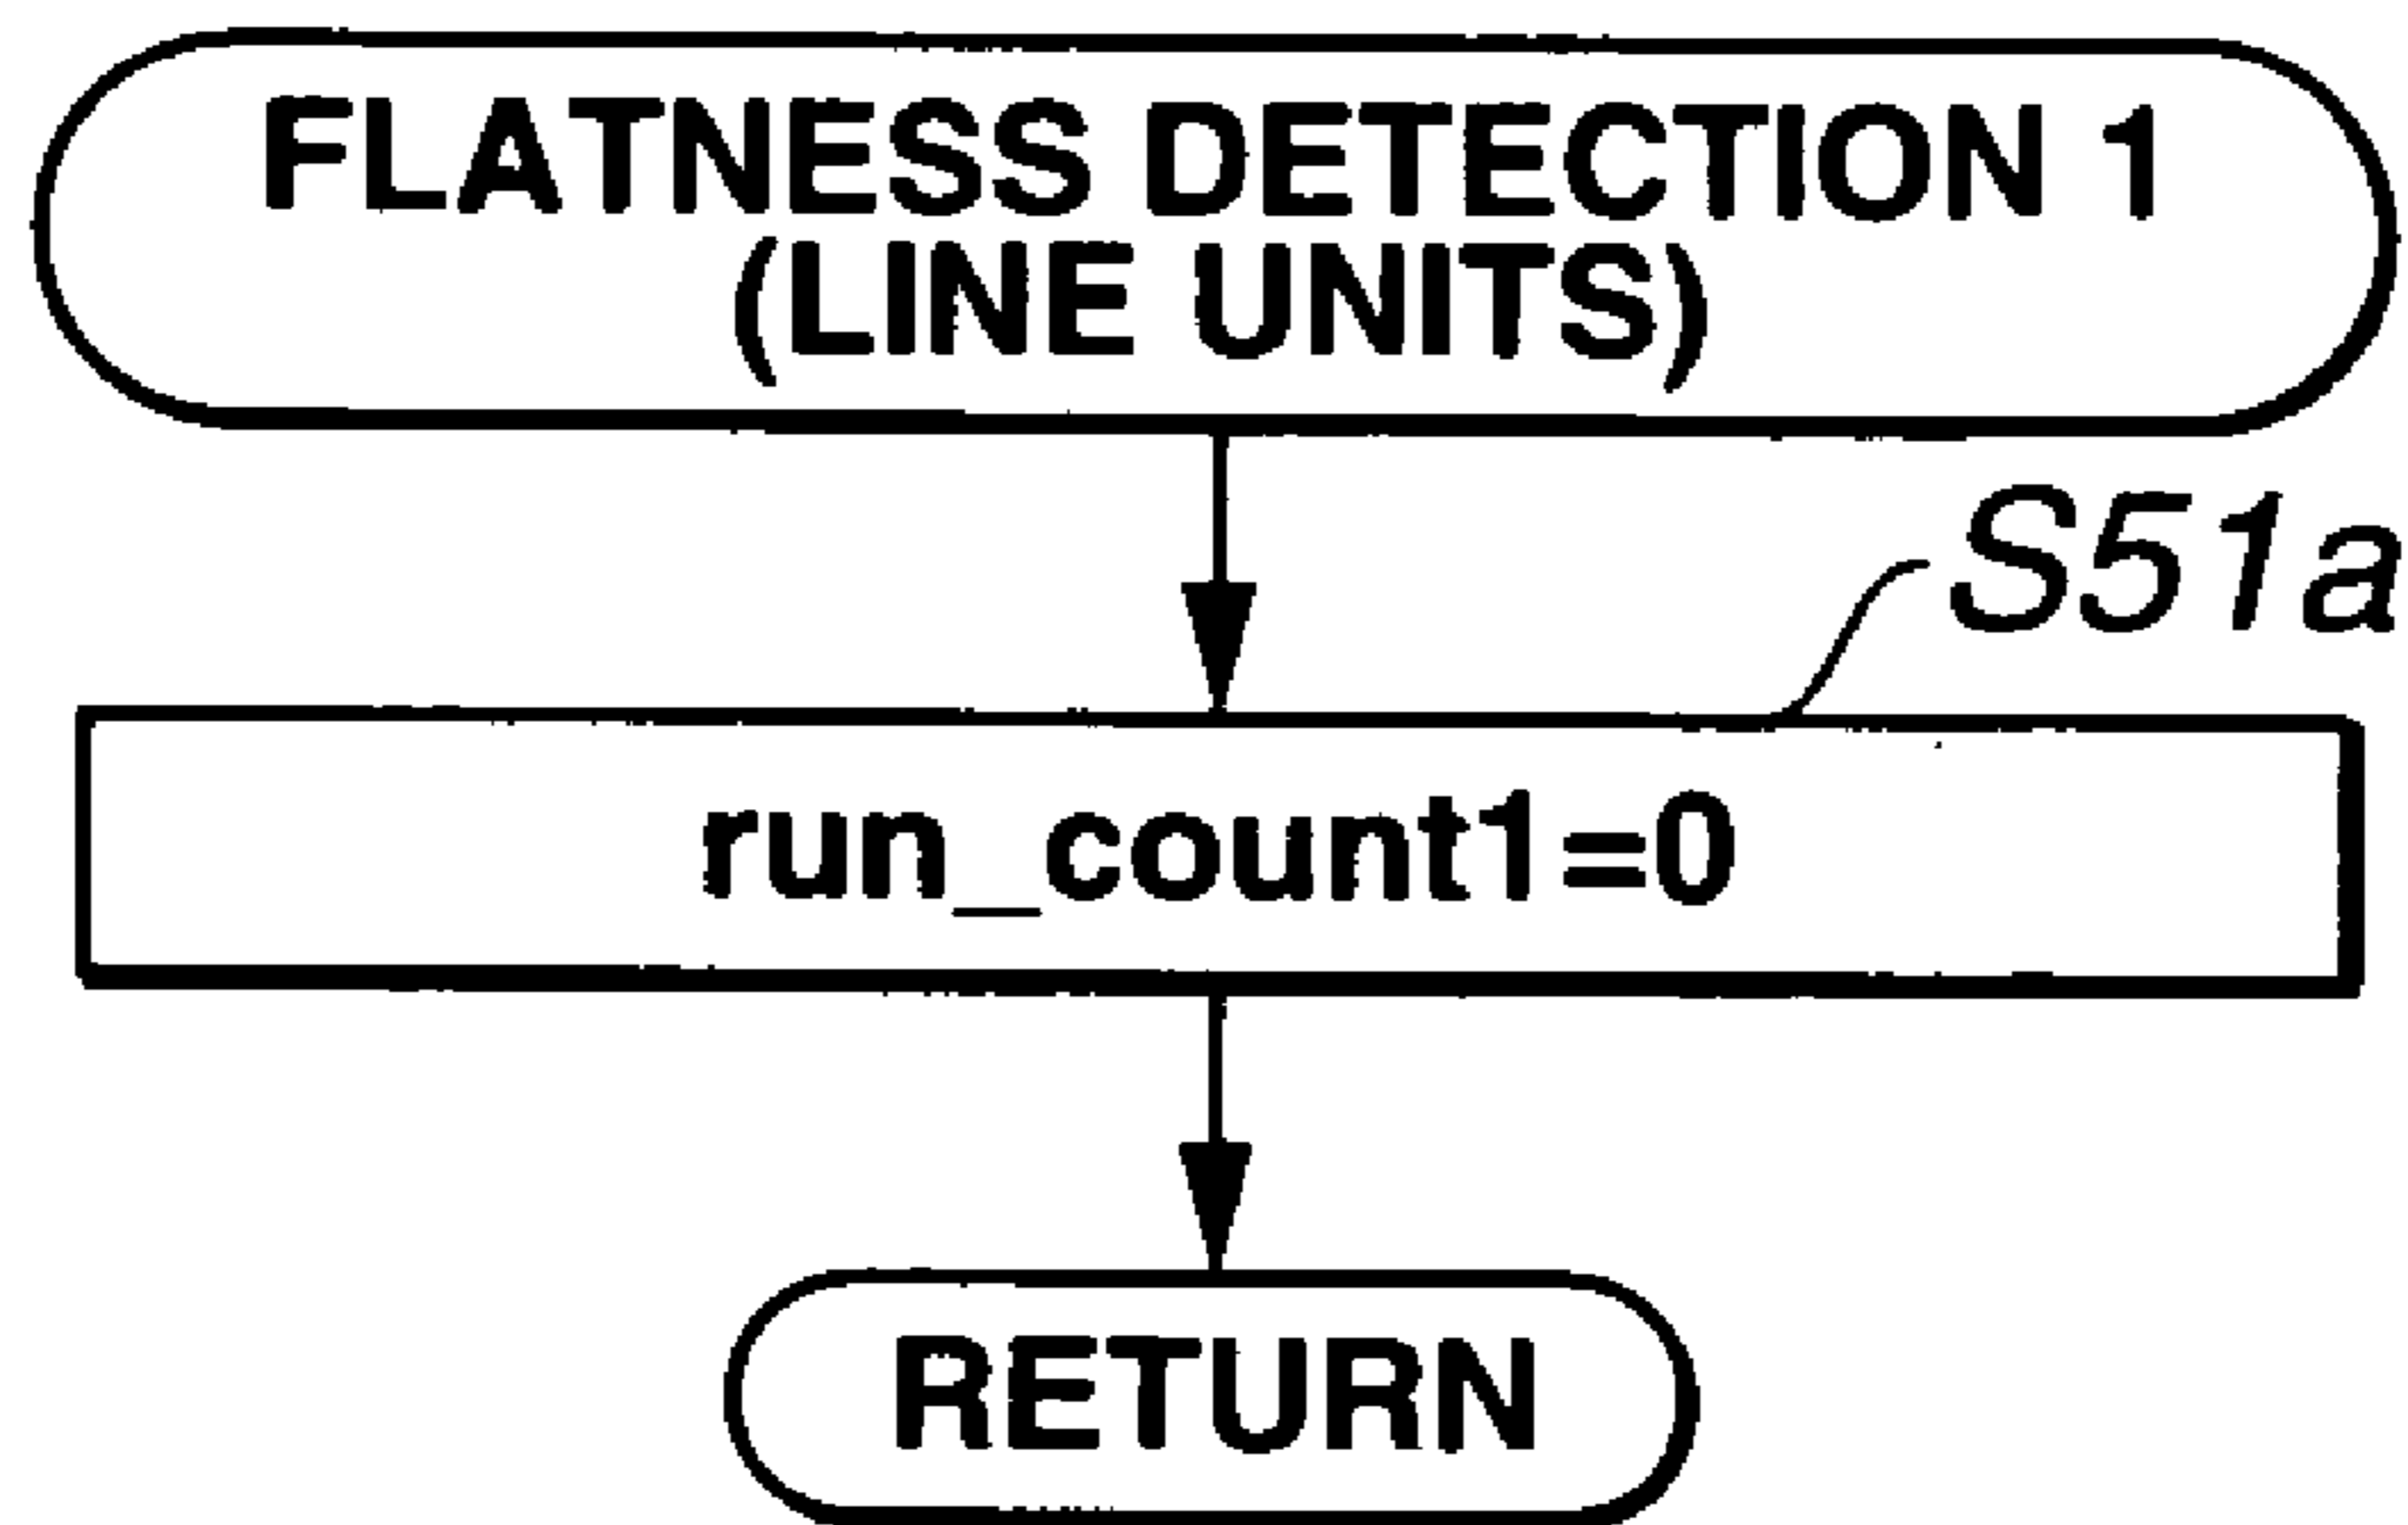 FLATNESS DETECTION 1
(LINE UNITS)
S51a
run_count1=0
RETURN